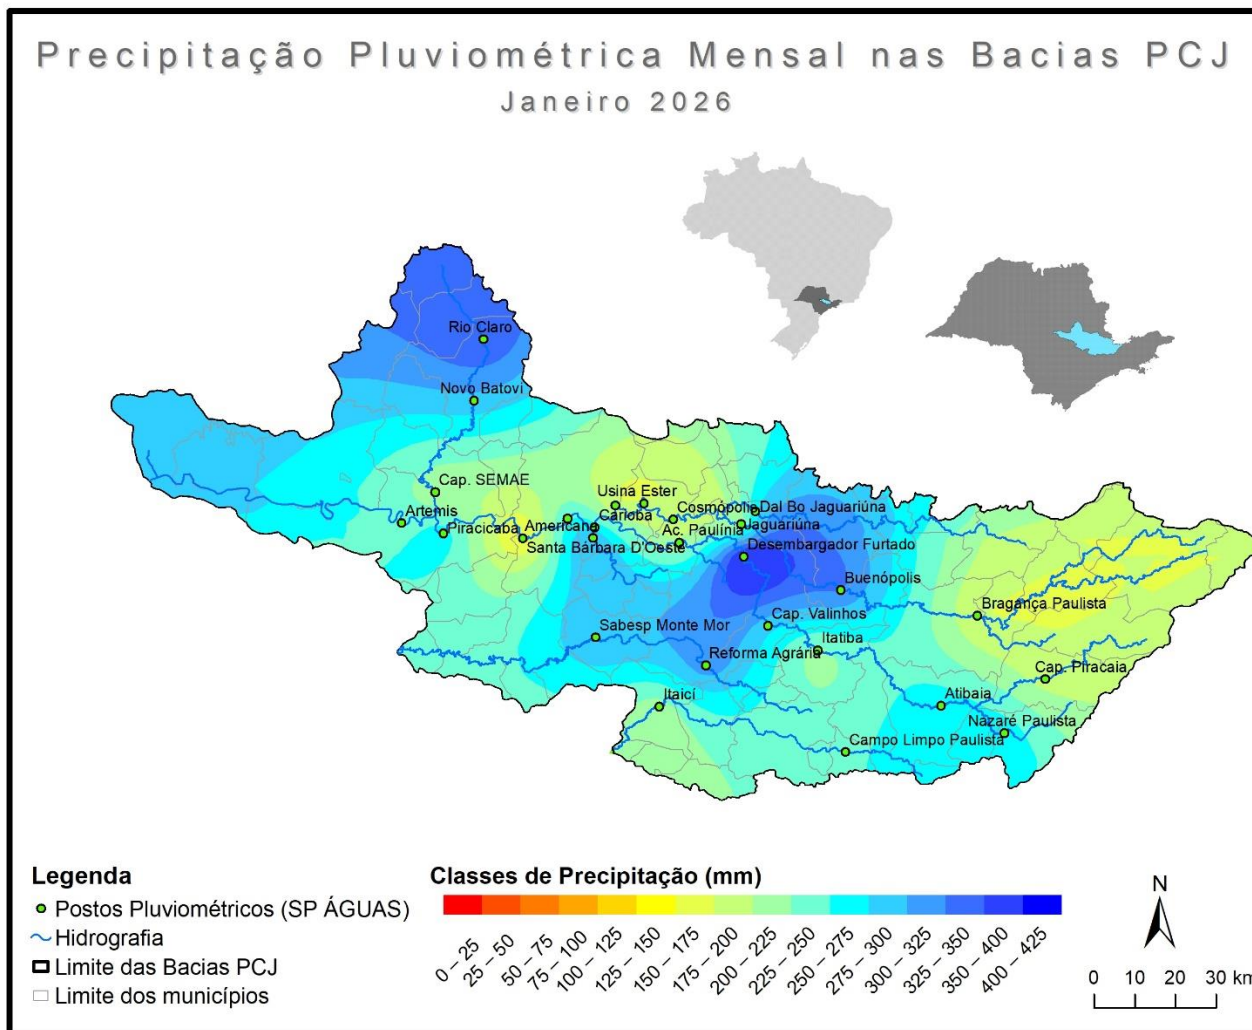 Precipitação Pluviométrica Mensal nas Bacias PCJ
Janeiro 2026
Rio Claro
Novo Batoví
Cap. SEMAE
Usina Ester
Artemis
Carioba
Cosmópolis
Dal Bo Jaguariúna
Piracicaba
Americana
Ac. Paulínia
Jaguariúna
Santa Bárbara D'Oeste
Desembargador Furtado
Buenópolis
Bragança Paulista
Cap. Valinhos
Sabesp Monte Mor
Itatiba
Reforma Agrária
Cap. Piracaia
Itaicí
Atibaia
Nazaré Paulista
Campo Limpo Paulista
Legenda
Postos Pluviométricos (SP ÁGUAS)
Hidrografia
Limite das Bacias PCJ
Limite dos municípios
Classes de Precipitação (mm)
0 – 25
25 – 50
50 – 75
75 – 100
100 – 125
125 – 150
150 – 175
175 – 200
200 – 225
225 – 250
250 – 275
275 – 300
300 – 325
325 – 350
350 – 400
400 – 425
N
0 10 20 30 km